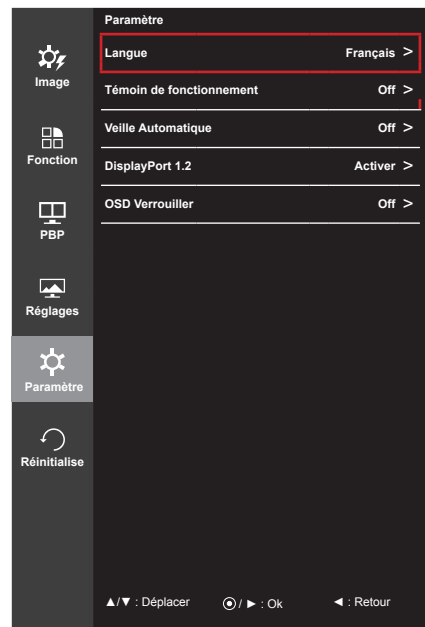 Paramètre
Langue Français >
Témoin de fonctionnement Off >
Veille Automatique Off >
DisplayPort 1.2 Activer >
OSD Verrouiller Off >
Image
Fonction
PBP
Réglages
Paramètre
Réinitialise
▲/▼ : Déplacer ◉/ ► : Ok ◄ : Retour